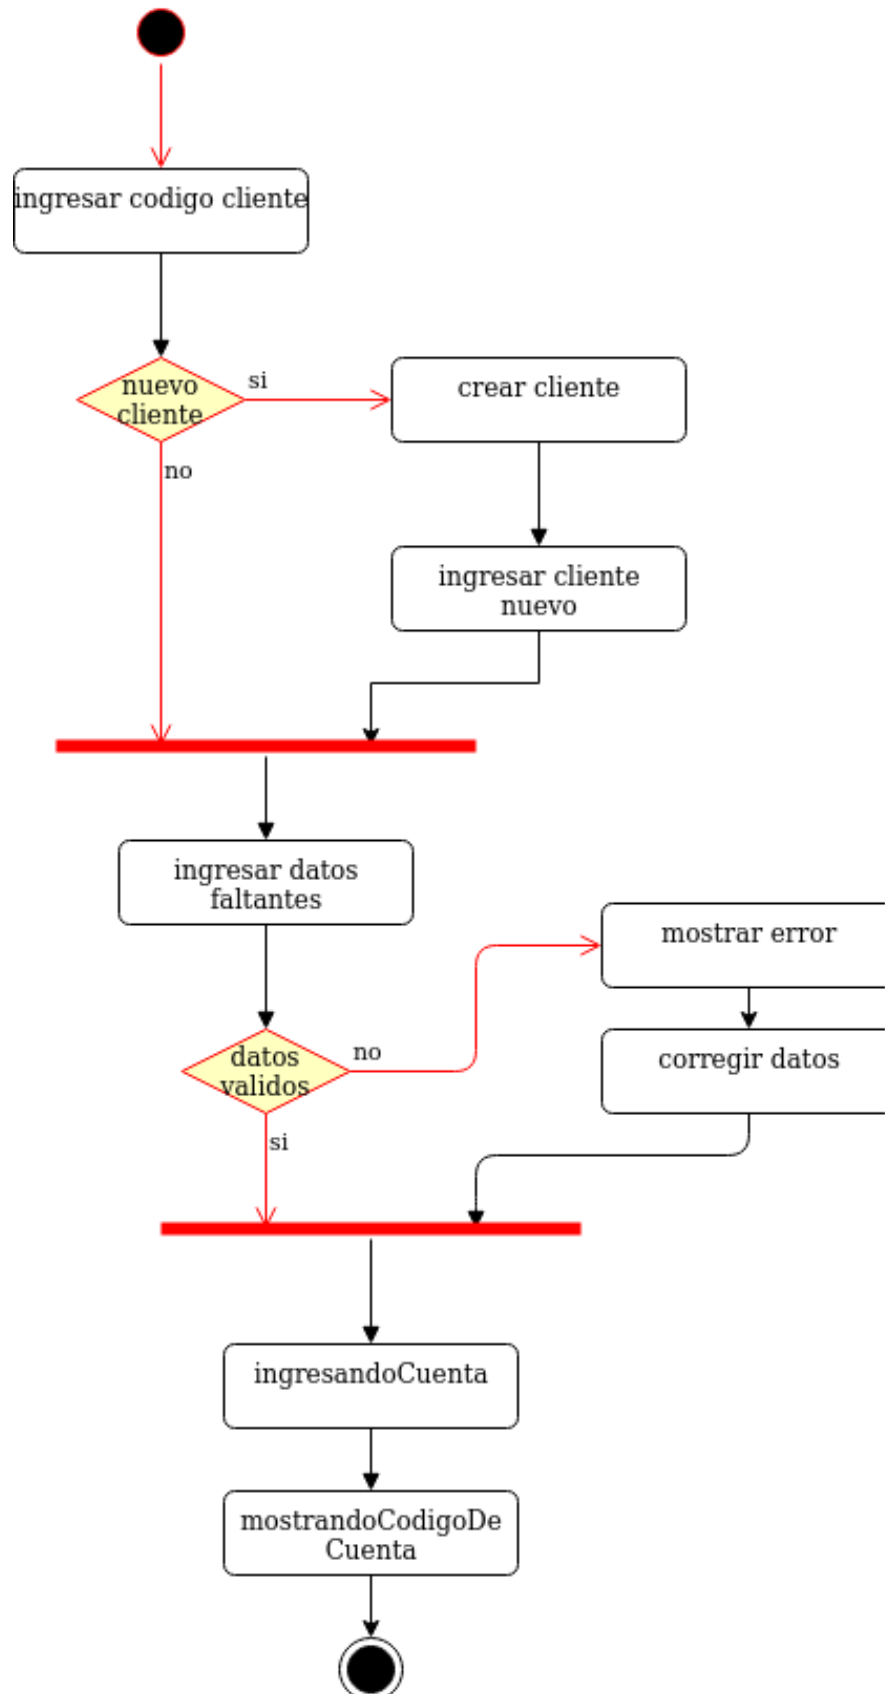 ingresar codigo cliente
nuevo
cliente
si
crear cliente
no
ingresar cliente
nuevo
ingresar datos
faltantes
mostrar error
datos
validos
no
corregir datos
si
ingresandoCuenta
mostrandoCodigoDe
Cuenta